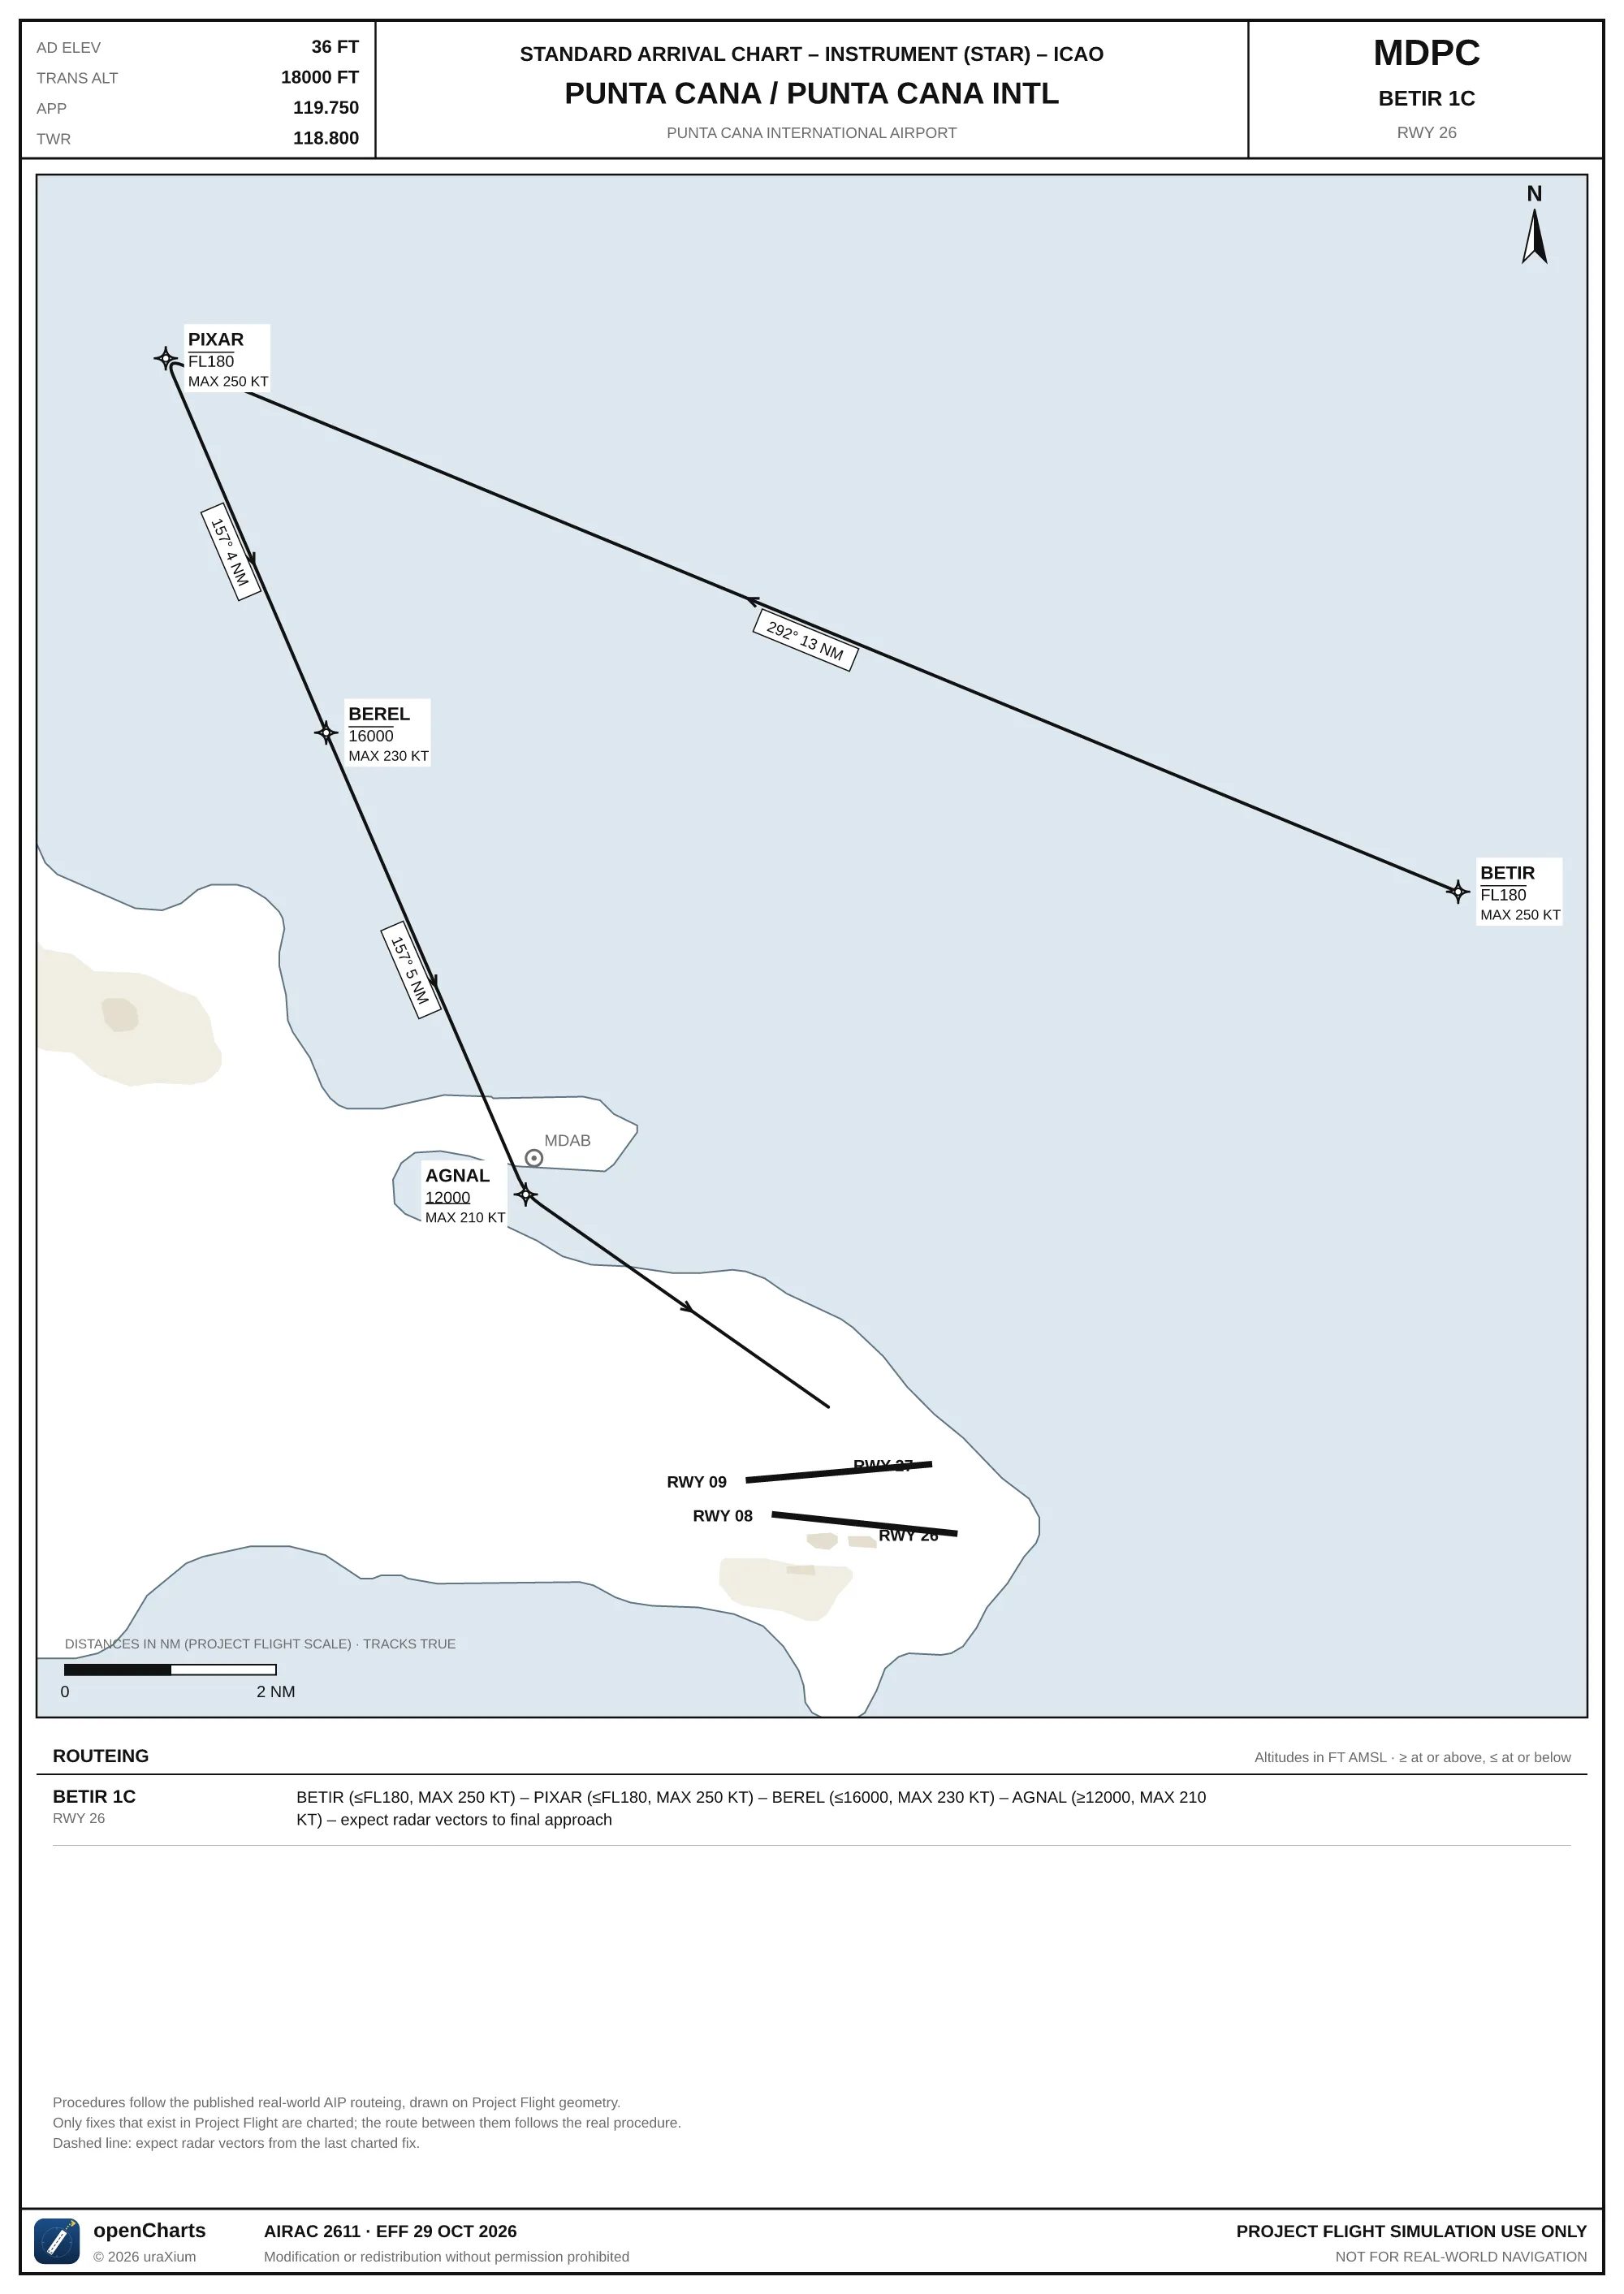 AD ELEV 36 FT
TRANS ALT 18000 FT
APP 119.750
TWR 118.800
STANDARD ARRIVAL CHART – INSTRUMENT (STAR) – ICAO
PUNTA CANA / PUNTA CANA INTL
PUNTA CANA INTERNATIONAL AIRPORT
MDPC
BETIR 1C
RWY 26
N
PIXAR
FL180
MAX 250 KT
157° 4 NM
292° 13 NM
BEREL
16000
MAX 230 KT
BETIR
FL180
MAX 250 KT
157° 5 NM
MDAB
AGNAL
12000
MAX 210 KT
RWY 27
RWY 09
RWY 08
RWY 26
DISTANCES IN NM (PROJECT FLIGHT SCALE) · TRACKS TRUE
0 2 NM
ROUTEING
Altitudes in FT AMSL · ≥ at or above, ≤ at or below
BETIR 1C
RWY 26
BETIR (≤FL180, MAX 250 KT) – PIXAR (≤FL180, MAX 250 KT) – BEREL (≤16000, MAX 230 KT) – AGNAL (≥12000, MAX 210
KT) – expect radar vectors to final approach
Procedures follow the published real-world AIP routeing, drawn on Project Flight geometry.
Only fixes that exist in Project Flight are charted; the route between them follows the real procedure.
Dashed line: expect radar vectors from the last charted fix.
openCharts
© 2026 uraXium
AIRAC 2611 · EFF 29 OCT 2026
Modification or redistribution without permission prohibited
PROJECT FLIGHT SIMULATION USE ONLY
NOT FOR REAL-WORLD NAVIGATION